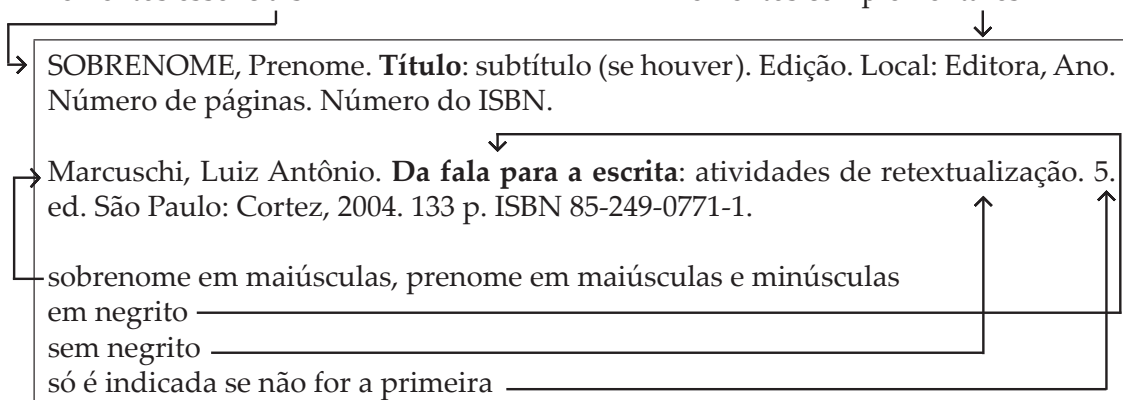 SOBRENOME, Prenome. Título: subtítulo (se houver). Edição. Local: Editora, Ano.
Número de páginas. Número do ISBN.
Marcuschi, Luiz Antônio. Da fala para a escrita: atividades de retextualização. 5.
ed. São Paulo: Cortez, 2004. 133 p. ISBN 85-249-0771-1.
sobrenome em maiúsculas, prenome em maiúsculas e minúsculas
em negrito
sem negrito
só é indicada se não for a primeira